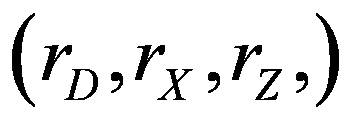 (r_D, r_X, r_Z,)